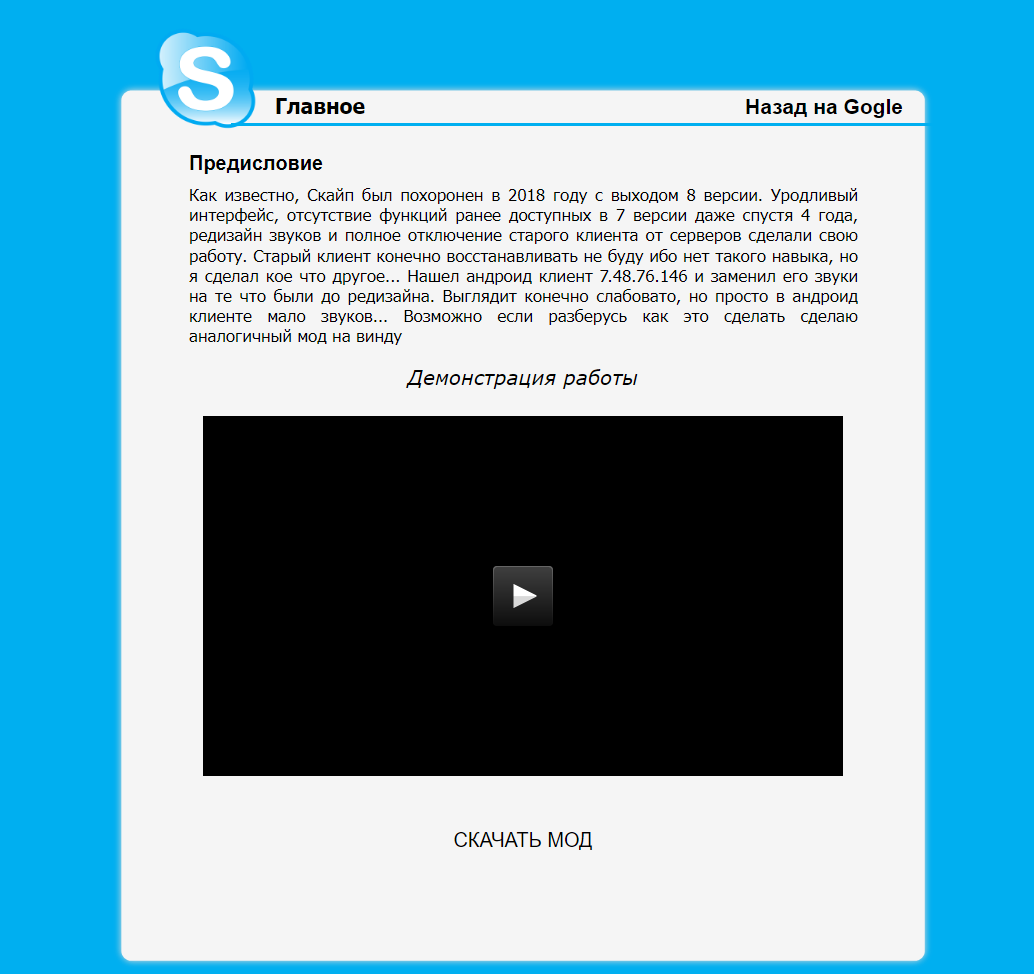 S
Главное
Назад на Gogle
Предисловие
Как известно, Скайп был похоронен в 2018 году с выходом 8 версии. Уродливый
интерфейс, отсутствие функций ранее доступных в 7 версии даже спустя 4 года,
редизайн звуков и полное отключение старого клиента от серверов сделали свою
работу. Старый клиент конечно восстанавливать не буду ибо нет такого навыка, но
я сделал кое что другое... Нашел андроид клиент 7.48.76.146 и заменил его звуки
на те что были до редизайна. Выглядит конечно слабовато, но просто в андроид
клиенте мало звуков... Возможно если разберусь как это сделать сделаю
аналогичный мод на винду
Демонстрация работы
СКАЧАТЬ МОД